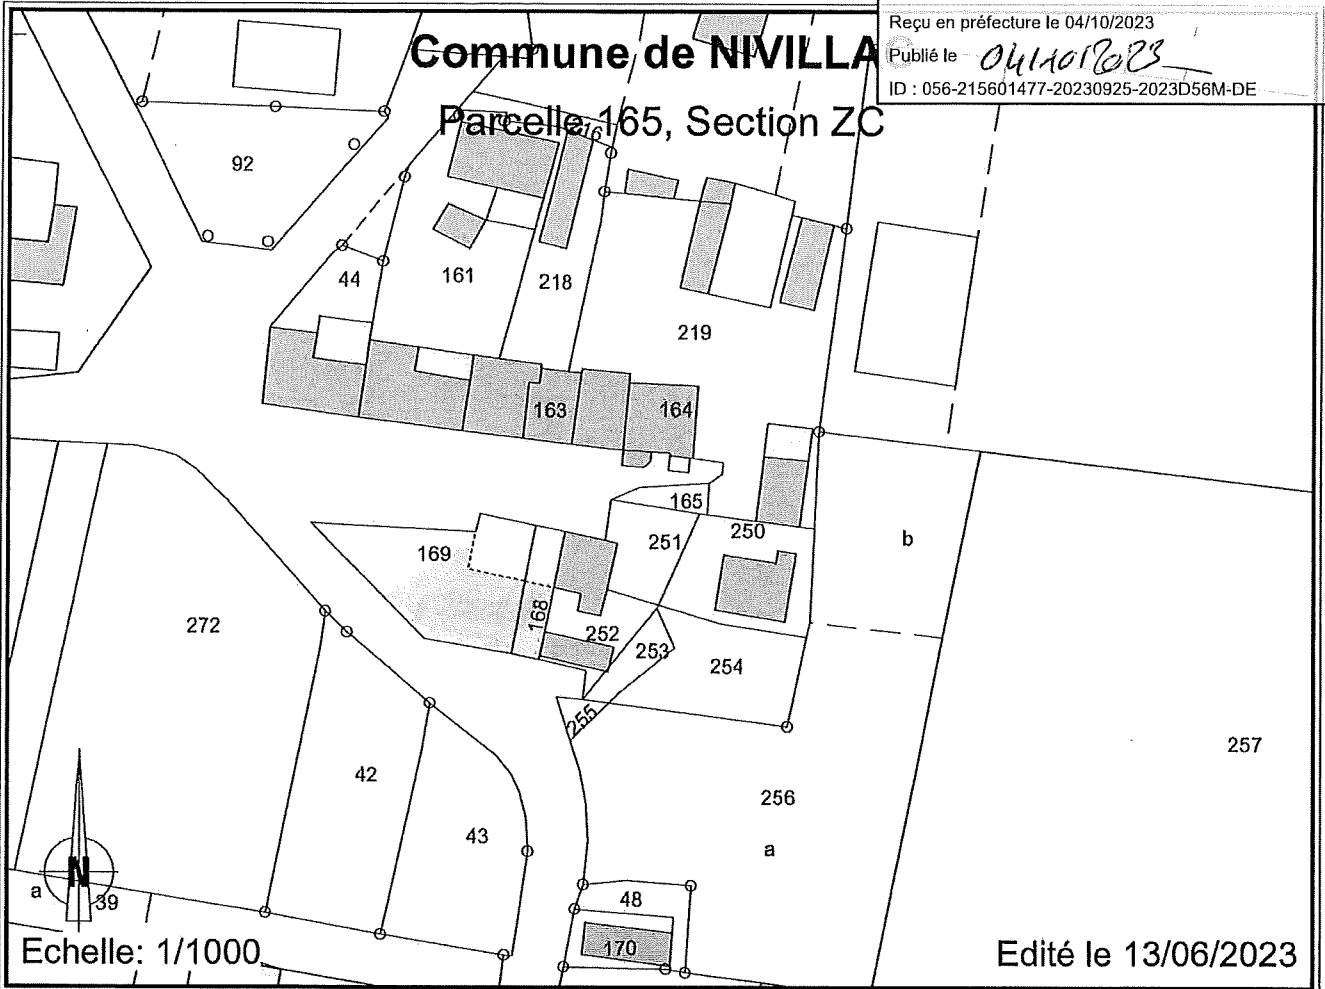 Reçu en préfecture le 04/10/2023
Publié le 04/10/2023
ID : 056-215601477-20230925-2023D56M-DE
Commune de NIVILLA
Parcelle 165, Section ZC
216
92
44
161
218
219
163
164
165
251
250
b
169
168
252
253
254
255
272
257
42
256
43
a
N
a
39
48
170
Echelle: 1/1000
Edité le 13/06/2023